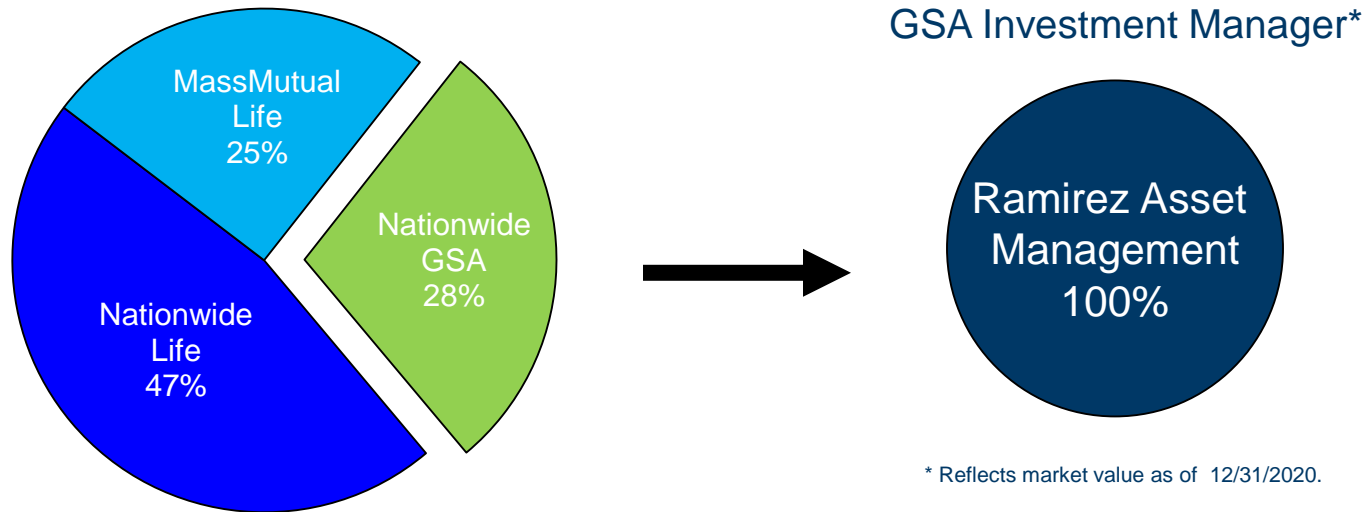 MassMutual
Life
25%
Nationwide
GSA
28%
Nationwide
Life
47%
GSA Investment Manager*
Ramirez Asset
Management
100%
* Reflects market value as of 12/31/2020.